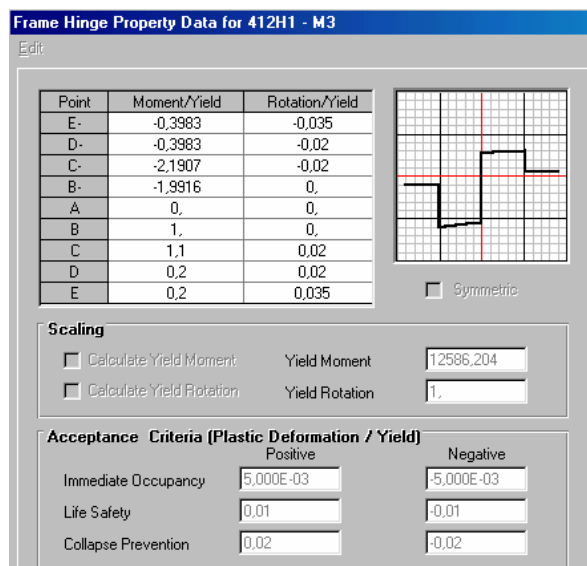 Frame Hinge Property Data for 412H1 - M3
Edit
Point Moment/Yield Rotation/Yield
E- -0,3983 -0,035
D- -0,3983 -0,02
C- -2,1907 -0,02
B- -1,9916 0,
A 0, 0,
B 1, 0,
C 1,1 0,02
D 0,2 0,02
E 0,2 0,035
Symmetric
Scaling
Calculate Yield Moment Yield Moment 12586,204
Calculate Yield Rotation Yield Rotation 1,
Acceptance Criteria (Plastic Deformation / Yield)
Positive Negative
Immediate Occupancy 5,000E-03 -5,000E-03
Life Safety 0,01 -0,01
Collapse Prevention 0,02 -0,02